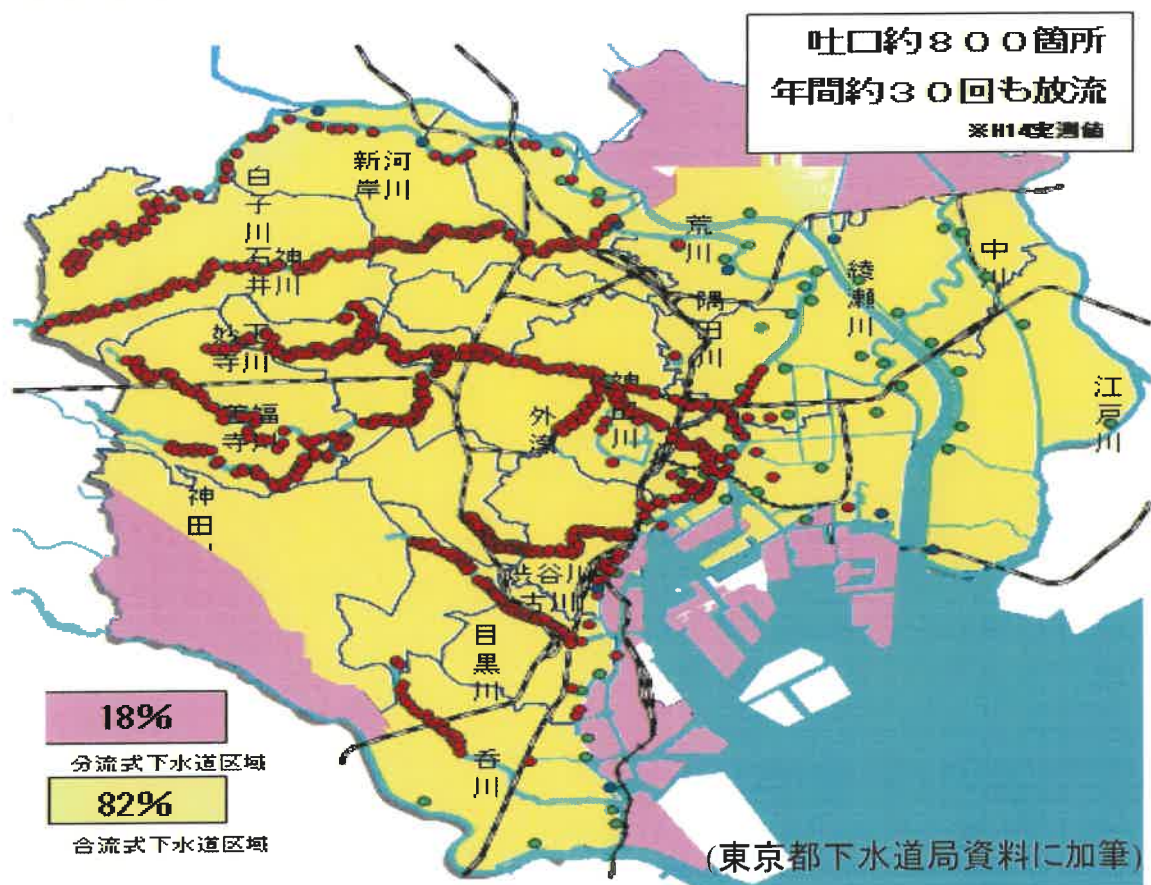 吐口約８００箇所
年間約３０回も放流
※H14実測値
新河
岸川
白子川
石神
井川
荒川
隅田川
綾瀬川
中川
江戸川
妙正
寺川
外濠
神田川
善福
寺川
神田
渋谷川
古川
目黒川
呑川
18%
分流式下水道区域
82%
合流式下水道区域
(東京都下水道局資料に加筆)